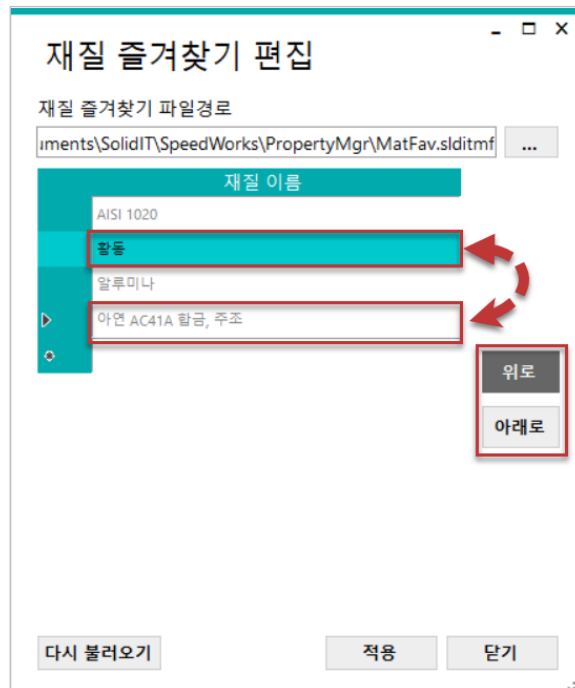 재질 즐겨찾기 편집
재질 즐겨찾기 파일경로
ıments\SolidIT\SpeedWorks\PropertyMgr\MatFav.slditmf ...
재질 이름
AISI 1020
황동
알루미나
아연 AC41A 합금, 주조
위로
아래로
다시 불러오기 적용 닫기